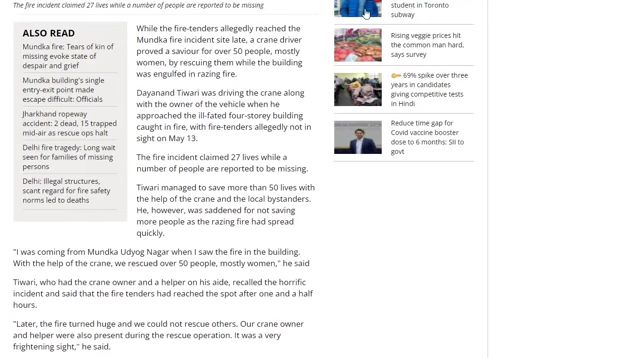 The fire incident claimed 27 lives while a number of people are reported to be missing
ALSO READ
Mundka fire: Tears of kin of
missing evoke state of
despair and grief
Mundka building's single
entry-exit point made
escape difficult: Officials
Jharkhand ropeway
accident: 2 dead, 15 trapped
mid-air as rescue ops halt
Delhi fire tragedy: Long wait
seen for families of missing
persons
Delhi: Illegal structures,
scant regard for fire safety
norms led to deaths
While the fire-tenders allegedly reached the
Mundka fire incident site late, a crane driver
proved a saviour for over 50 people, mostly
women, by rescuing them while the building
was engulfed in razing fire.
Dayanand Tiwari was driving the crane along
with the owner of the vehicle when he
approached the ill-fated four-storey building
caught in fire, with fire-tenders allegedly not in
sight on May 13.
The fire incident claimed 27 lives while a
number of people are reported to be missing.
Tiwari managed to save more than 50 lives with
the help of the crane and the local bystanders.
He, however, was saddened for not saving
more people as the razing fire had spread
quickly.
"I was coming from Mundka Udyog Nagar when I saw the fire in the building.
With the help of the crane, we rescued over 50 people, mostly women," he said
Tiwari, who had the crane owner and a helper on his aide, recalled the horrific
incident and said that the fire tenders had reached the spot after one and a half
hours.
"Later, the fire turned huge and we could not rescue others. Our crane owner
and helper were also present during the rescue operation. It was a very
frightening sight," he said.
student in Toronto
subway
Rising veggie prices hit
the common man hard,
says survey
69% spike over three
years in candidates
giving competitive tests
in Hindi
Reduce time gap for
Covid vaccine booster
dose to 6 months: SII to
govt